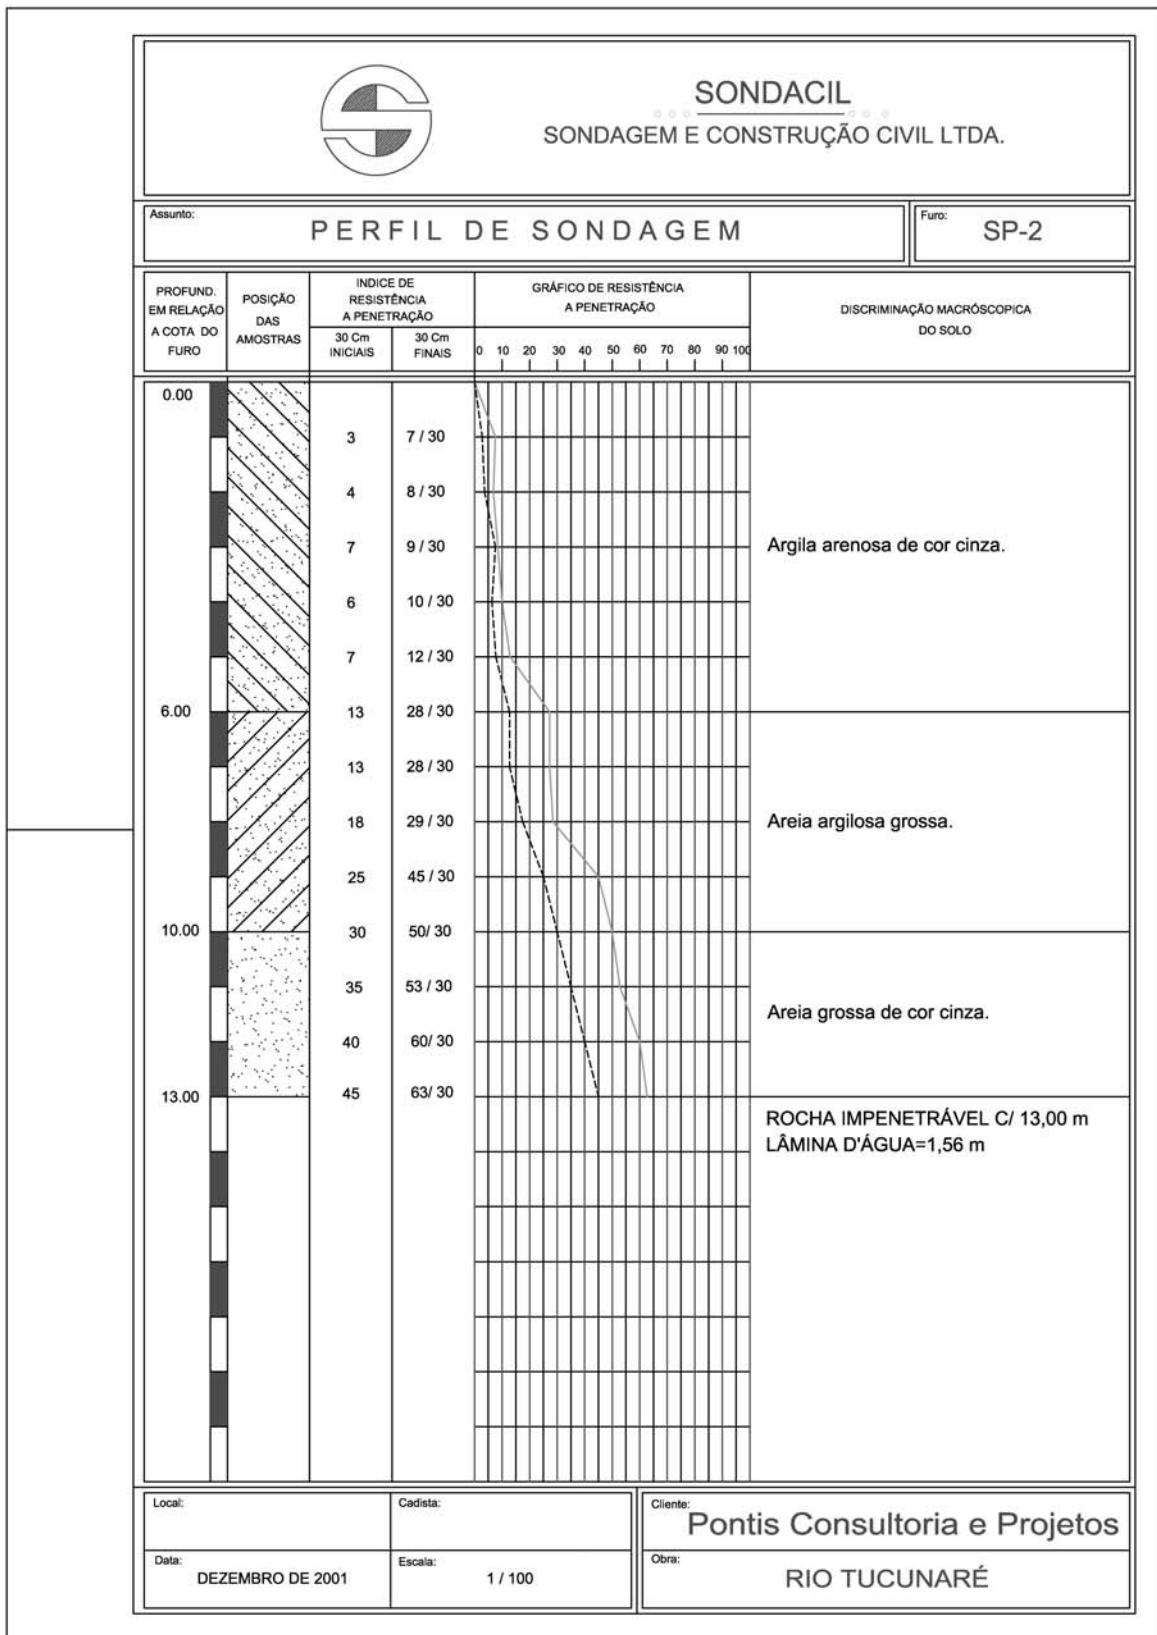 SONDACIL
SONDAGEM E CONSTRUÇÃO CIVIL LTDA.
Assunto:
PERFIL DE SONDAGEM
Furo:
SP-2
PROFUND.
EM RELAÇÃO
A COTA DO
FURO
POSIÇÃO
DAS
AMOSTRAS
INDICE DE
RESISTÊNCIA
A PENETRAÇÃO
30 Cm
INICIAIS
30 Cm
FINAIS
GRÁFICO DE RESISTÊNCIA
A PENETRAÇÃO
0 10 20 30 40 50 60 70 80 90 100
DISCRIMINAÇÃO MACRÓSCOPICA
DO SOLO
0.00
3 7 / 30
4 8 / 30
7 9 / 30
Argila arenosa de cor cinza.
6 10 / 30
7 12 / 30
6.00 13 28 / 30
13 28 / 30
18 29 / 30
Areia argilosa grossa.
25 45 / 30
10.00 30 50/ 30
35 53 / 30
Areia grossa de cor cinza.
40 60/ 30
13.00 45 63/ 30
ROCHA IMPENETRÁVEL C/ 13,00 m
LÂMINA D'ÁGUA=1,56 m
Local:
Cadista:
Cliente:
Pontis Consultoria e Projetos
Data:
DEZEMBRO DE 2001
Escala:
1 / 100
Obra:
RIO TUCUNARÉ